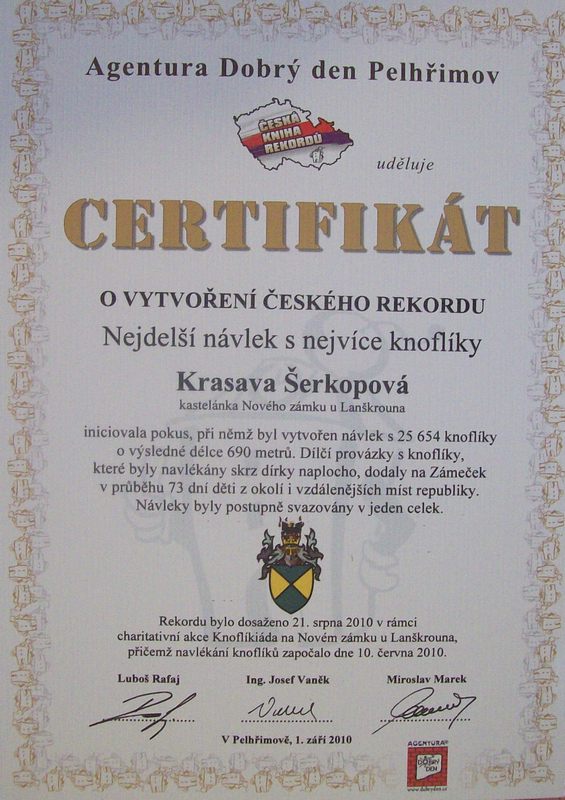 Agentura Dobrý den Pelhřimov
ČESKÁ
KNIHA
REKORDŮ
uděluje
CERTIFIKÁT
O VYTVOŘENÍ ČESKÉHO REKORDU
Nejdelší návlek s nejvíce knoflíky
Krasava Šerkopová
kastelánka Nového zámku u Lanškrouna
iniciovala pokus, při němž byl vytvořen návlek s 25 654 knoflíky
o výsledné délce 690 metrů. Dílčí provázky s knoflíky,
které byly navlékány skrz dírky naplocho, dodaly na Zámeček
v průběhu 73 dní děti z okolí i vzdálenějších míst republiky.
Návleky byly postupně svazovány v jeden celek.
Rekordu bylo dosaženo 21. srpna 2010 v rámci
charitativní akce Knoflíkiáda na Novém zámku u Lanškrouna,
přičemž navlékání knoflíků započalo dne 10. června 2010.
Luboš Rafaj Ing. Josef Vaněk Miroslav Marek
V Pelhřimově, 1. září 2010
AGENTURA
DOBRÝ
DEN
www.dobryden.cz